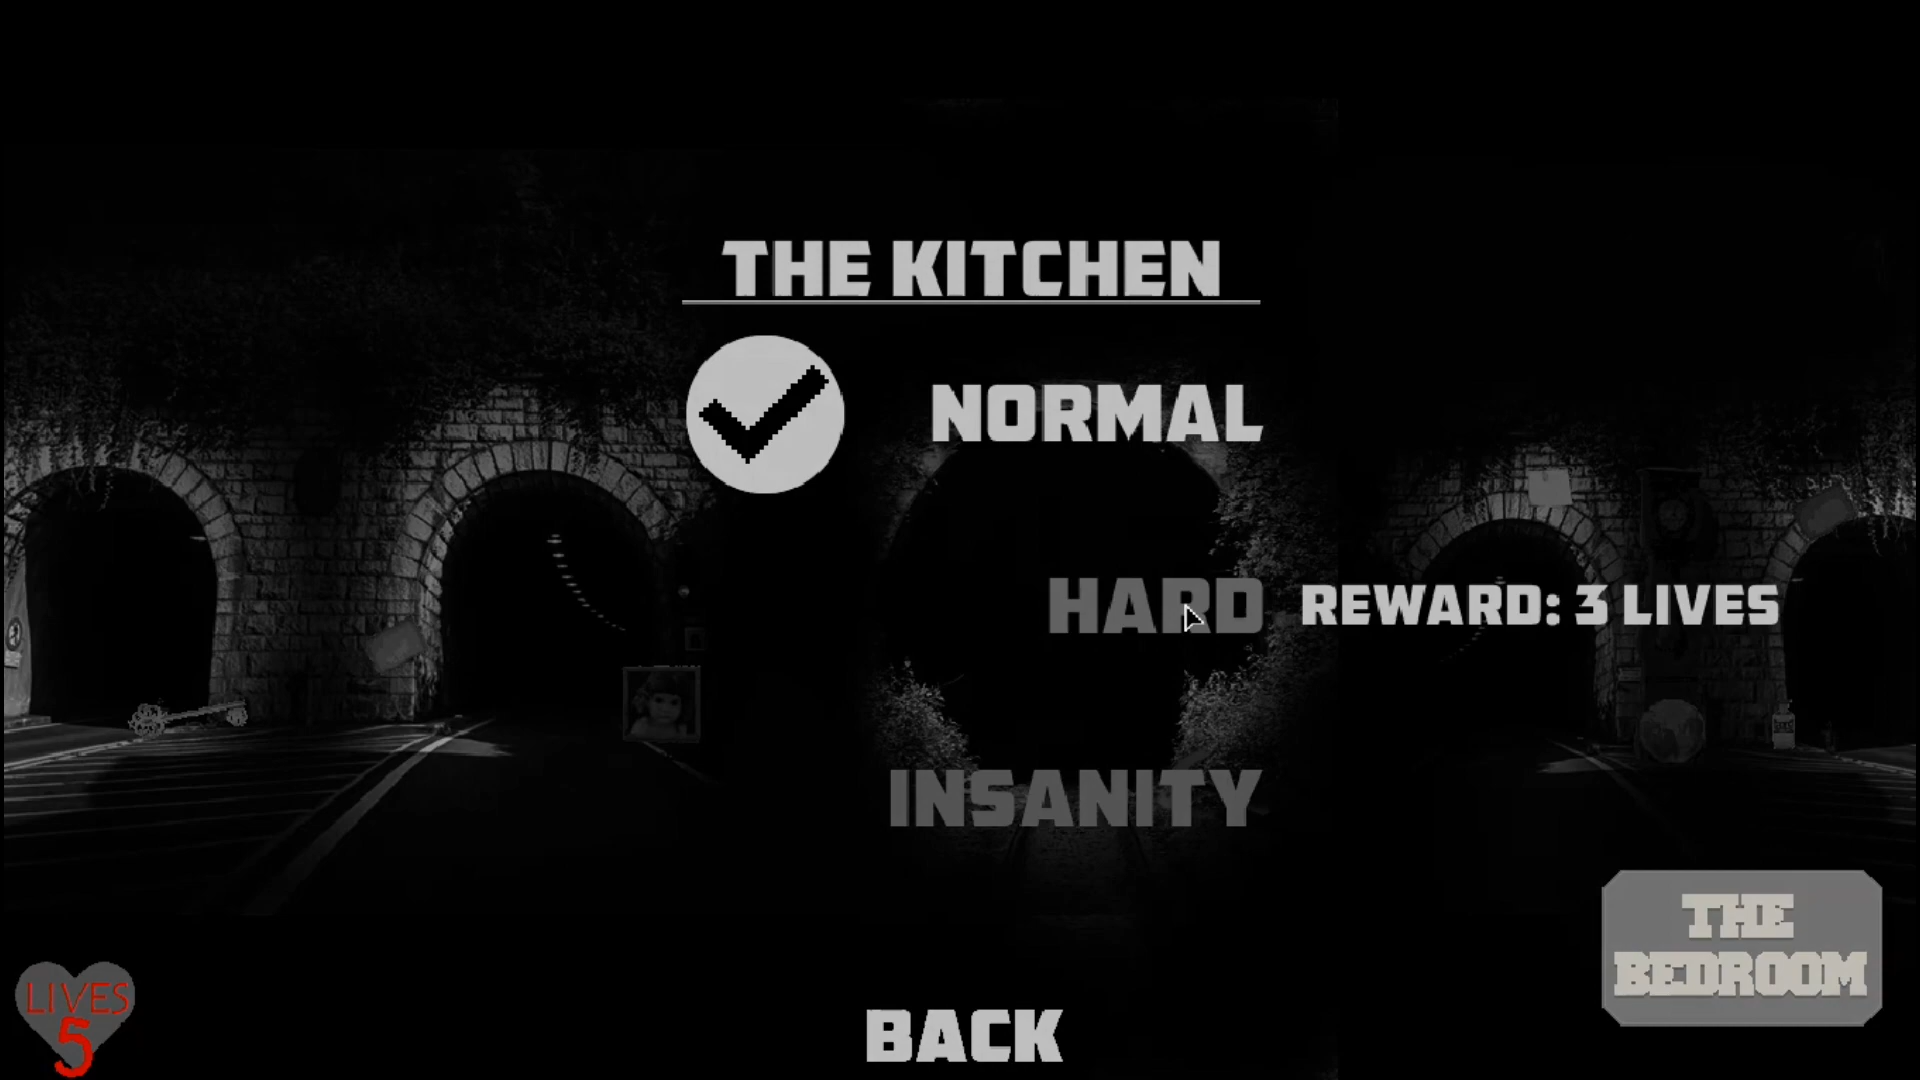 THE KITCHEN
NORMAL
HARD
REWARD: 3 LIVES
INSANITY
THE
BEDROOM
LIVES
5
BACK